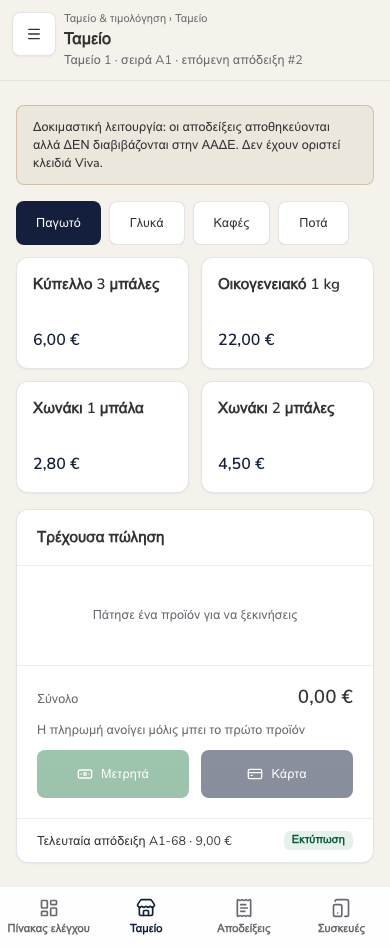 Ταμείο & τιμολόγηση › Ταμείο
Ταμείο
Ταμείο 1 · σειρά A1 · επόμενη απόδειξη #2
Δοκιμαστική λειτουργία: οι αποδείξεις αποθηκεύονται
αλλά ΔΕΝ διαβιβάζονται στην ΑΑΔΕ. Δεν έχουν οριστεί
κλειδιά Viva.
Παγωτό
Γλυκά
Καφές
Ποτά
Κύπελλο 3 μπάλες
6,00 €
Οικογενειακό 1 kg
22,00 €
Χωνάκι 1 μπάλα
2,80 €
Χωνάκι 2 μπάλες
4,50 €
Τρέχουσα πώληση
Πάτησε ένα προϊόν για να ξεκινήσεις
Σύνολο 0,00 €
Η πληρωμή ανοίγει μόλις μπει το πρώτο προϊόν
Μετρητά
Κάρτα
Τελευταία απόδειξη A1-68 · 9,00 € Εκτύπωση
Πίνακας ελέγχου
Ταμείο
Αποδείξεις
Συσκευές